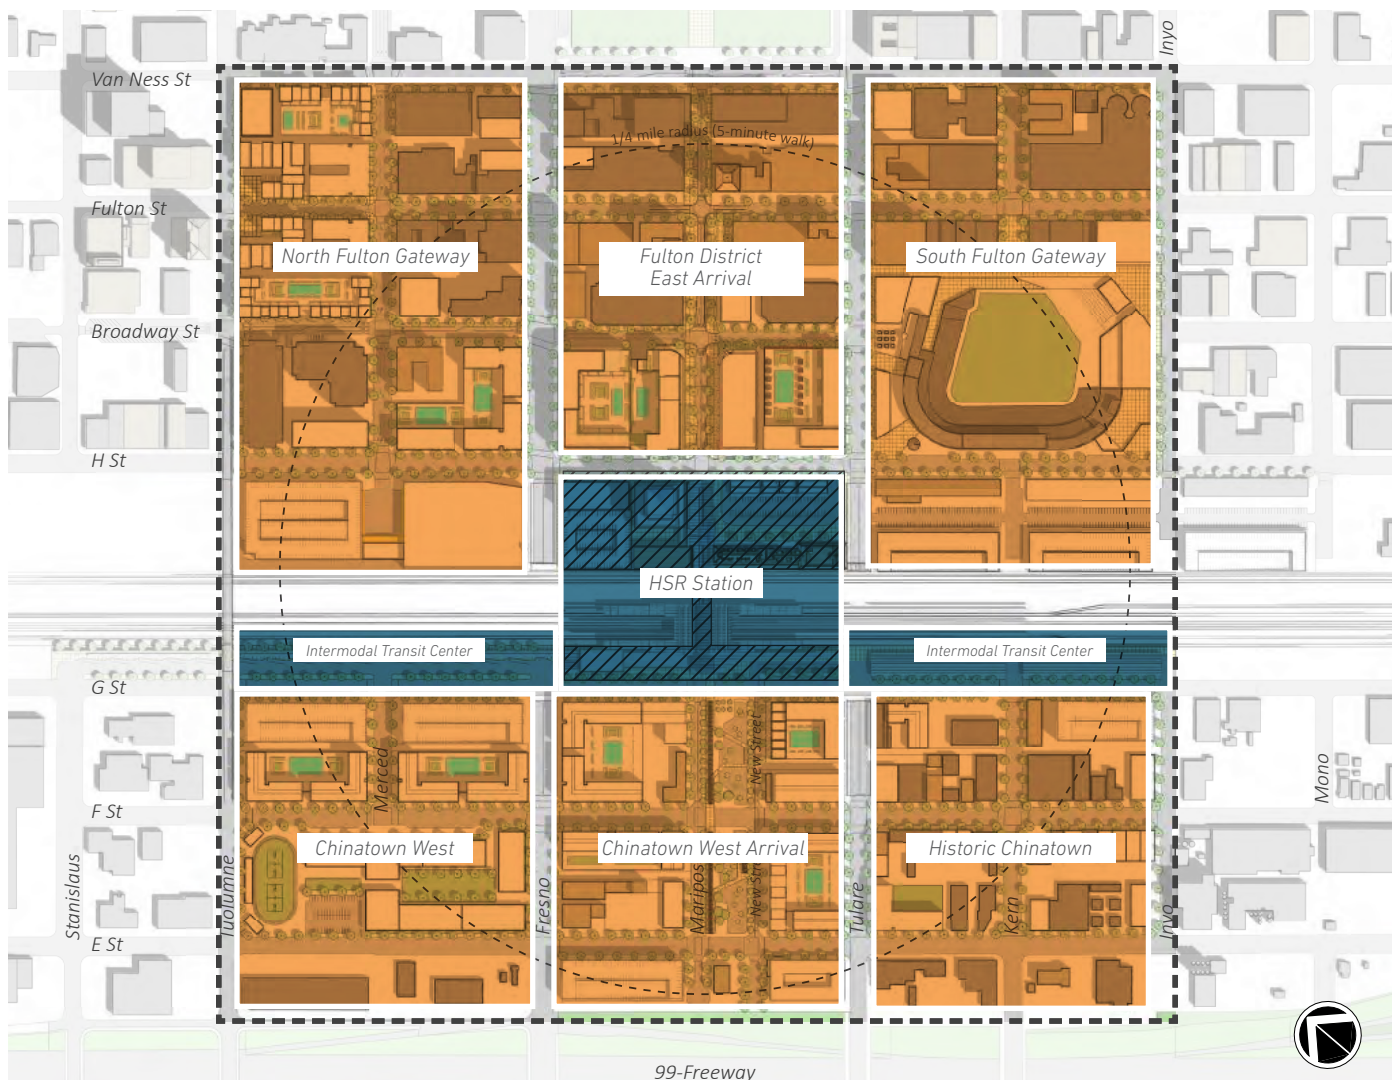 Inyo
Van Ness St
1/4 mile radius (5-minute walk)
Fulton St
North Fulton Gateway
Fulton District
East Arrival
South Fulton Gateway
Broadway St
H St
HSR Station
Intermodal Transit Center
Intermodal Transit Center
G St
New Street
Merced
Mono
F St
Chinatown West
Chinatown West Arrival
Historic Chinatown
Stanislaus
Tuolumne
Fresno
Mariposa
New Street
Tulare
Kern
Inyo
E St
99-Freeway